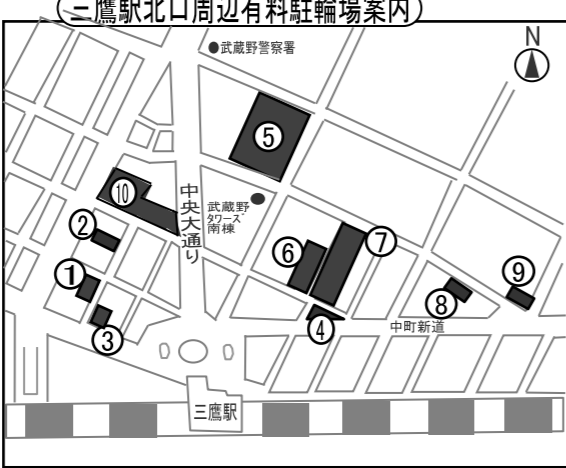 三鷹駅北口周辺有料駐輪場案内
●武蔵野警察署
N
⑤
⑩
中央大通り
武蔵野
タワーズ
南棟
②
⑥
⑦
①
⑨
⑧
③
④
中町新道
三鷹駅